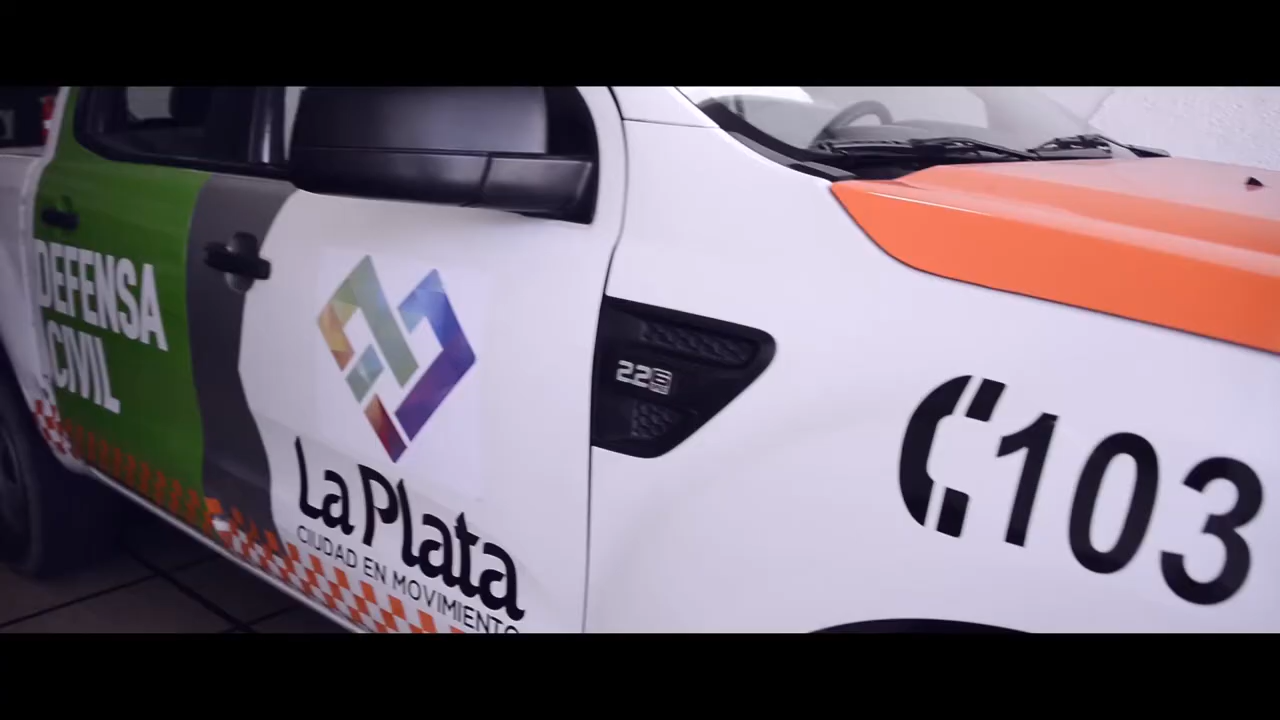 DEFENSA
CIVIL
La Plata
CIUDAD EN MOVIMIENTO
2.2
103